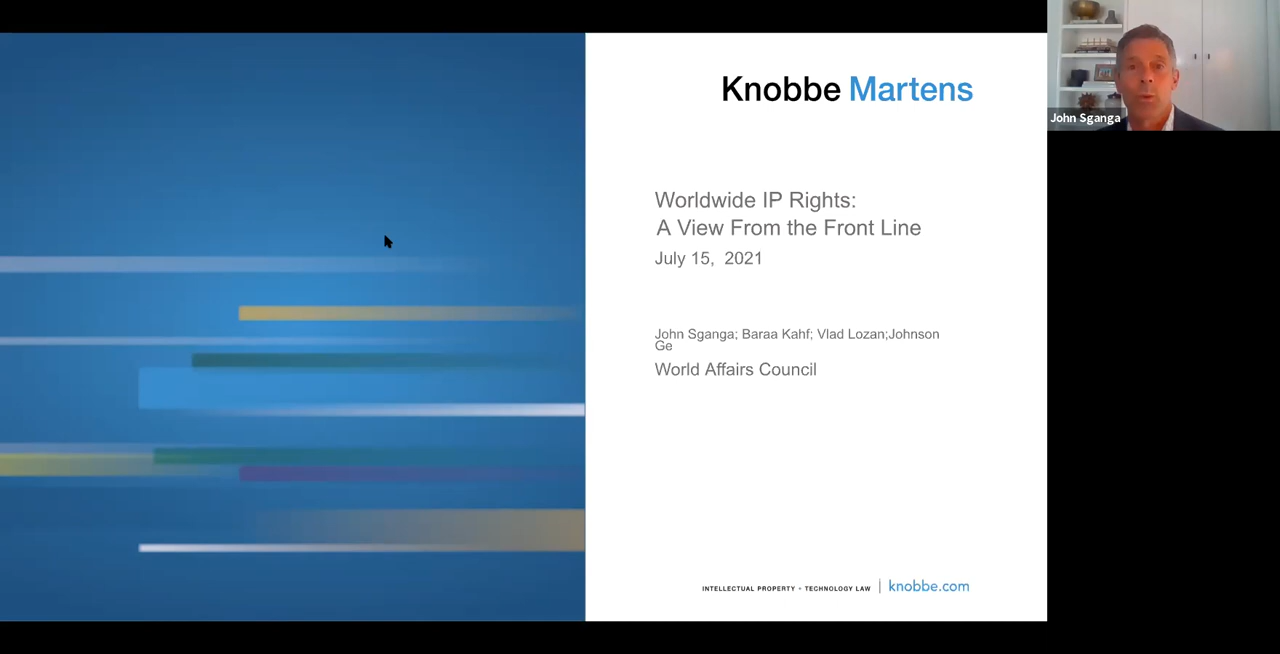 Knobbe Martens
John Sganga
Worldwide IP Rights:
A View From the Front Line
July 15, 2021
John Sganga; Baraa Kahf; Vlad Lozan;Johnson
Ge
World Affairs Council
INTELLECTUAL PROPERTY + TECHNOLOGY LAW | knobbe.com